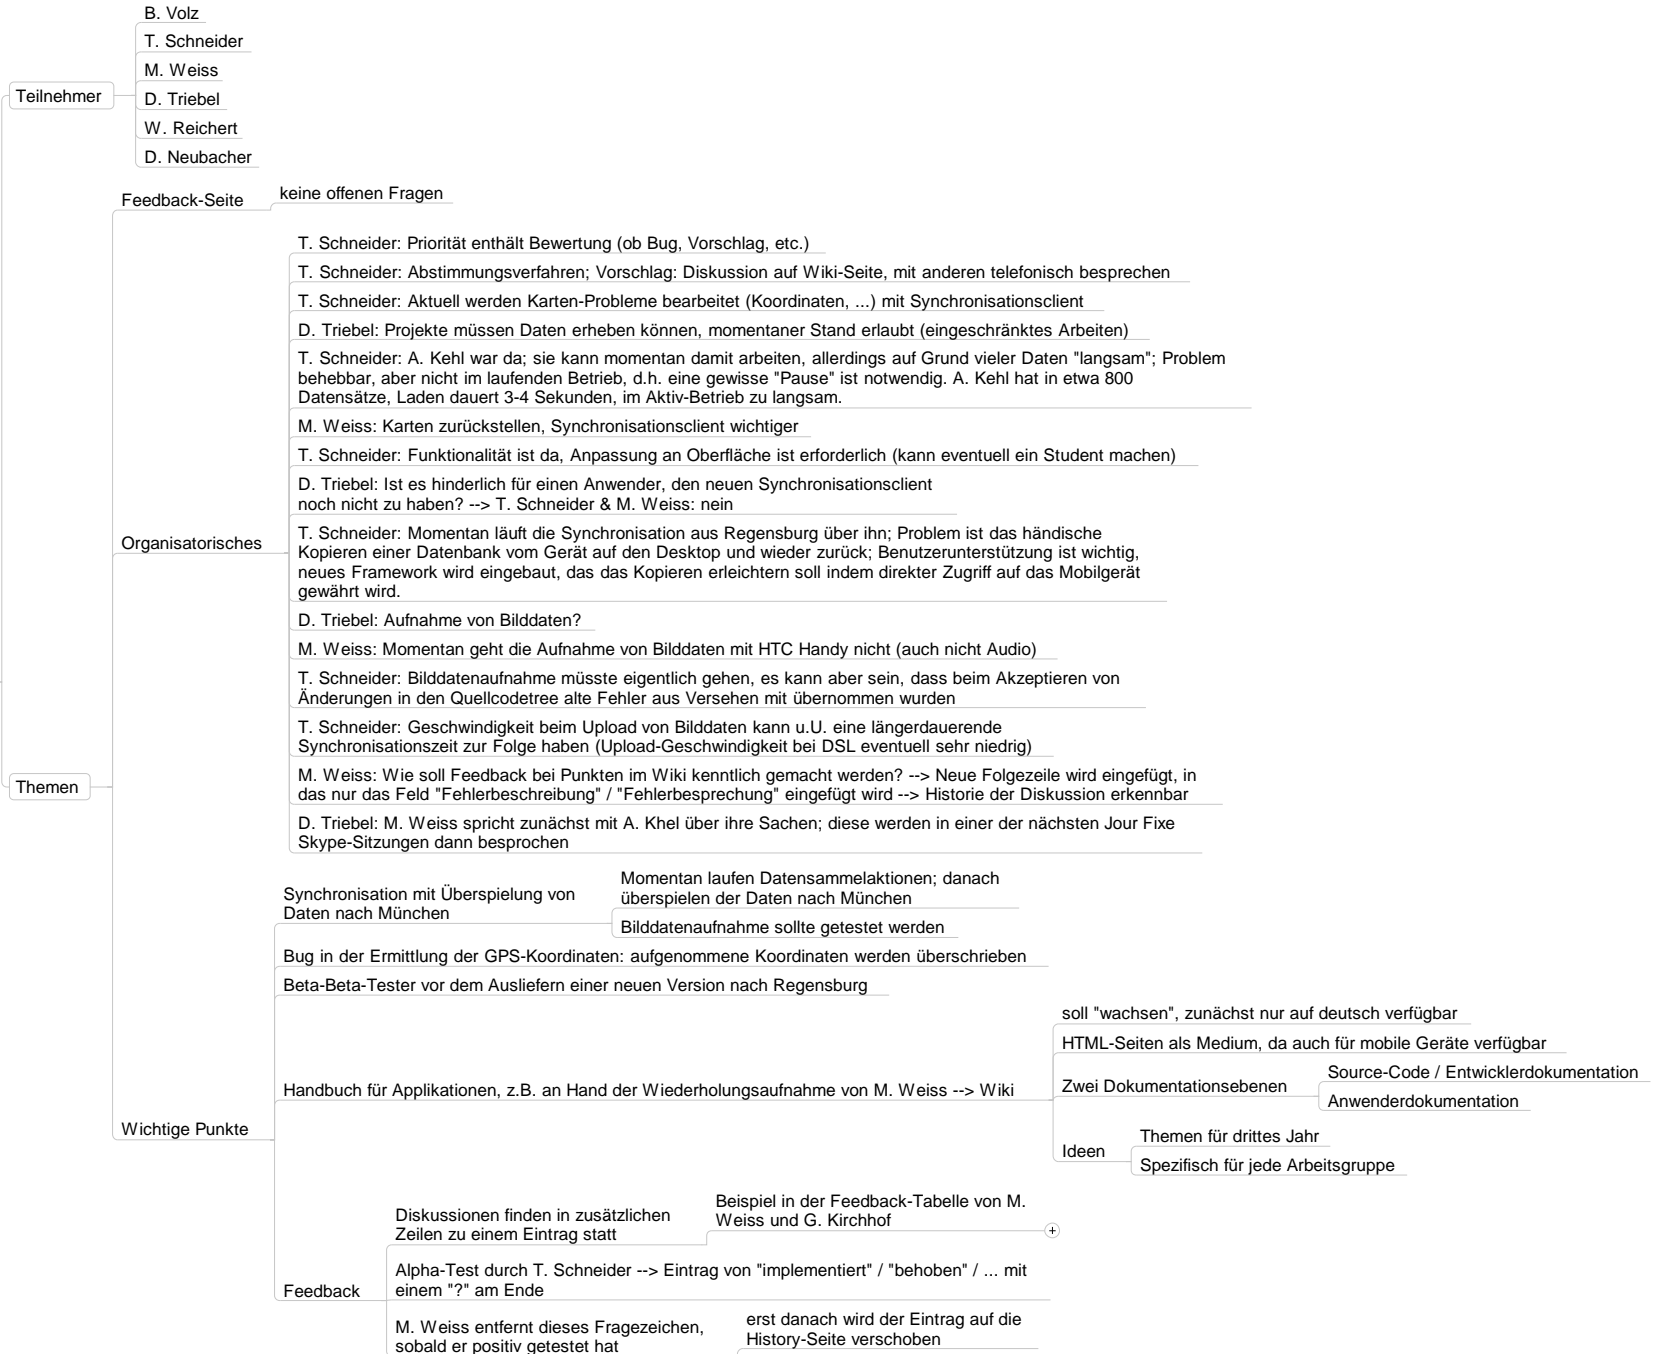 B. Volz
T. Schneider
M. Weiss
Teilnehmer
D. Triebel
W. Reichert
D. Neubacher
Feedback-Seite
keine offenen Fragen
T. Schneider: Priorität enthält Bewertung (ob Bug, Vorschlag, etc.)
T. Schneider: Abstimmungsverfahren; Vorschlag: Diskussion auf Wiki-Seite, mit anderen telefonisch besprechen
T. Schneider: Aktuell werden Karten-Probleme bearbeitet (Koordinaten, ...) mit Synchronisationsclient
D. Triebel: Projekte müssen Daten erheben können, momentaner Stand erlaubt (eingeschränktes Arbeiten)
T. Schneider: A. Kehl war da; sie kann momentan damit arbeiten, allerdings auf Grund vieler Daten "langsam"; Problem
behebbar, aber nicht im laufenden Betrieb, d.h. eine gewisse "Pause" ist notwendig. A. Kehl hat in etwa 800
Datensätze, Laden dauert 3-4 Sekunden, im Aktiv-Betrieb zu langsam.
M. Weiss: Karten zurückstellen, Synchronisationsclient wichtiger
T. Schneider: Funktionalität ist da, Anpassung an Oberfläche ist erforderlich (kann eventuell ein Student machen)
D. Triebel: Ist es hinderlich für einen Anwender, den neuen Synchronisationsclient
noch nicht zu haben? --> T. Schneider & M. Weiss: nein
Organisatorisches
T. Schneider: Momentan läuft die Synchronisation aus Regensburg über ihn; Problem ist das händische
Kopieren einer Datenbank vom Gerät auf den Desktop und wieder zurück; Benutzerunterstützung ist wichtig,
neues Framework wird eingebaut, das das Kopieren erleichtern soll indem direkter Zugriff auf das Mobilgerät
gewährt wird.
D. Triebel: Aufnahme von Bilddaten?
M. Weiss: Momentan geht die Aufnahme von Bilddaten mit HTC Handy nicht (auch nicht Audio)
T. Schneider: Bilddatenaufnahme müsste eigentlich gehen, es kann aber sein, dass beim Akzeptieren von
Änderungen in den Quellcodetree alte Fehler aus Versehen mit übernommen wurden
T. Schneider: Geschwindigkeit beim Upload von Bilddaten kann u.U. eine längerdauerende
Synchronisationszeit zur Folge haben (Upload-Geschwindigkeit bei DSL eventuell sehr niedrig)
Themen
M. Weiss: Wie soll Feedback bei Punkten im Wiki kenntlich gemacht werden? --> Neue Folgezeile wird eingefügt, in
das nur das Feld "Fehlerbeschreibung" / "Fehlerbesprechung" eingefügt wird --> Historie der Diskussion erkennbar
D. Triebel: M. Weiss spricht zunächst mit A. Khel über ihre Sachen; diese werden in einer der nächsten Jour Fixe
Skype-Sitzungen dann besprochen
Synchronisation mit Überspielung von
Daten nach München
Momentan laufen Datensammelaktionen; danach
überspielen der Daten nach München
Bilddatenaufnahme sollte getestet werden
Bug in der Ermittlung der GPS-Koordinaten: aufgenommene Koordinaten werden überschrieben
Beta-Beta-Tester vor dem Ausliefern einer neuen Version nach Regensburg
Handbuch für Applikationen, z.B. an Hand der Wiederholungsaufnahme von M. Weiss --> Wiki
soll "wachsen", zunächst nur auf deutsch verfügbar
HTML-Seiten als Medium, da auch für mobile Geräte verfügbar
Zwei Dokumentationsebenen
Source-Code / Entwicklerdokumentation
Anwenderdokumentation
Ideen
Themen für drittes Jahr
Spezifisch für jede Arbeitsgruppe
Wichtige Punkte
Feedback
Diskussionen finden in zusätzlichen
Zeilen zu einem Eintrag statt
Beispiel in der Feedback-Tabelle von M.
Weiss und G. Kirchhof
Alpha-Test durch T. Schneider --> Eintrag von "implementiert" / "behoben" / ... mit
einem "?" am Ende
M. Weiss entfernt dieses Fragezeichen,
sobald er positiv getestet hat
erst danach wird der Eintrag auf die
History-Seite verschoben